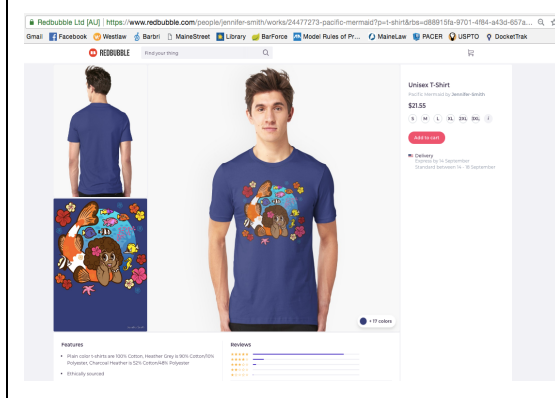 Redbubble Ltd [AU] | https://www.redbubble.com/people/jennifer-smith/works/24477273-pacific-mermaid?p=t-shirt&rbs=d88915fa-9701-4f84-a43d-657a...
Gmail Facebook Westlaw Barbri MaineStreet Library BarForce Model Rules of Pr... MaineLaw PACER USPTO DocketTrak
REDBUBBLE Find your thing
Unisex T-Shirt
Pacific Mermaid by Jennifer-Smith
$21.55
S M L XL 2XL 3XL
Add to cart
Delivery
Express by 14 September
Standard between 14 - 18 September
+ 17 colors
Features
Reviews
• Plain color t-shirts are 100% Cotton, Heather Grey is 90% Cotton/10%
Polyester, Charcoal Heather is 52% Cotton/48% Polyester
• Ethically sourced